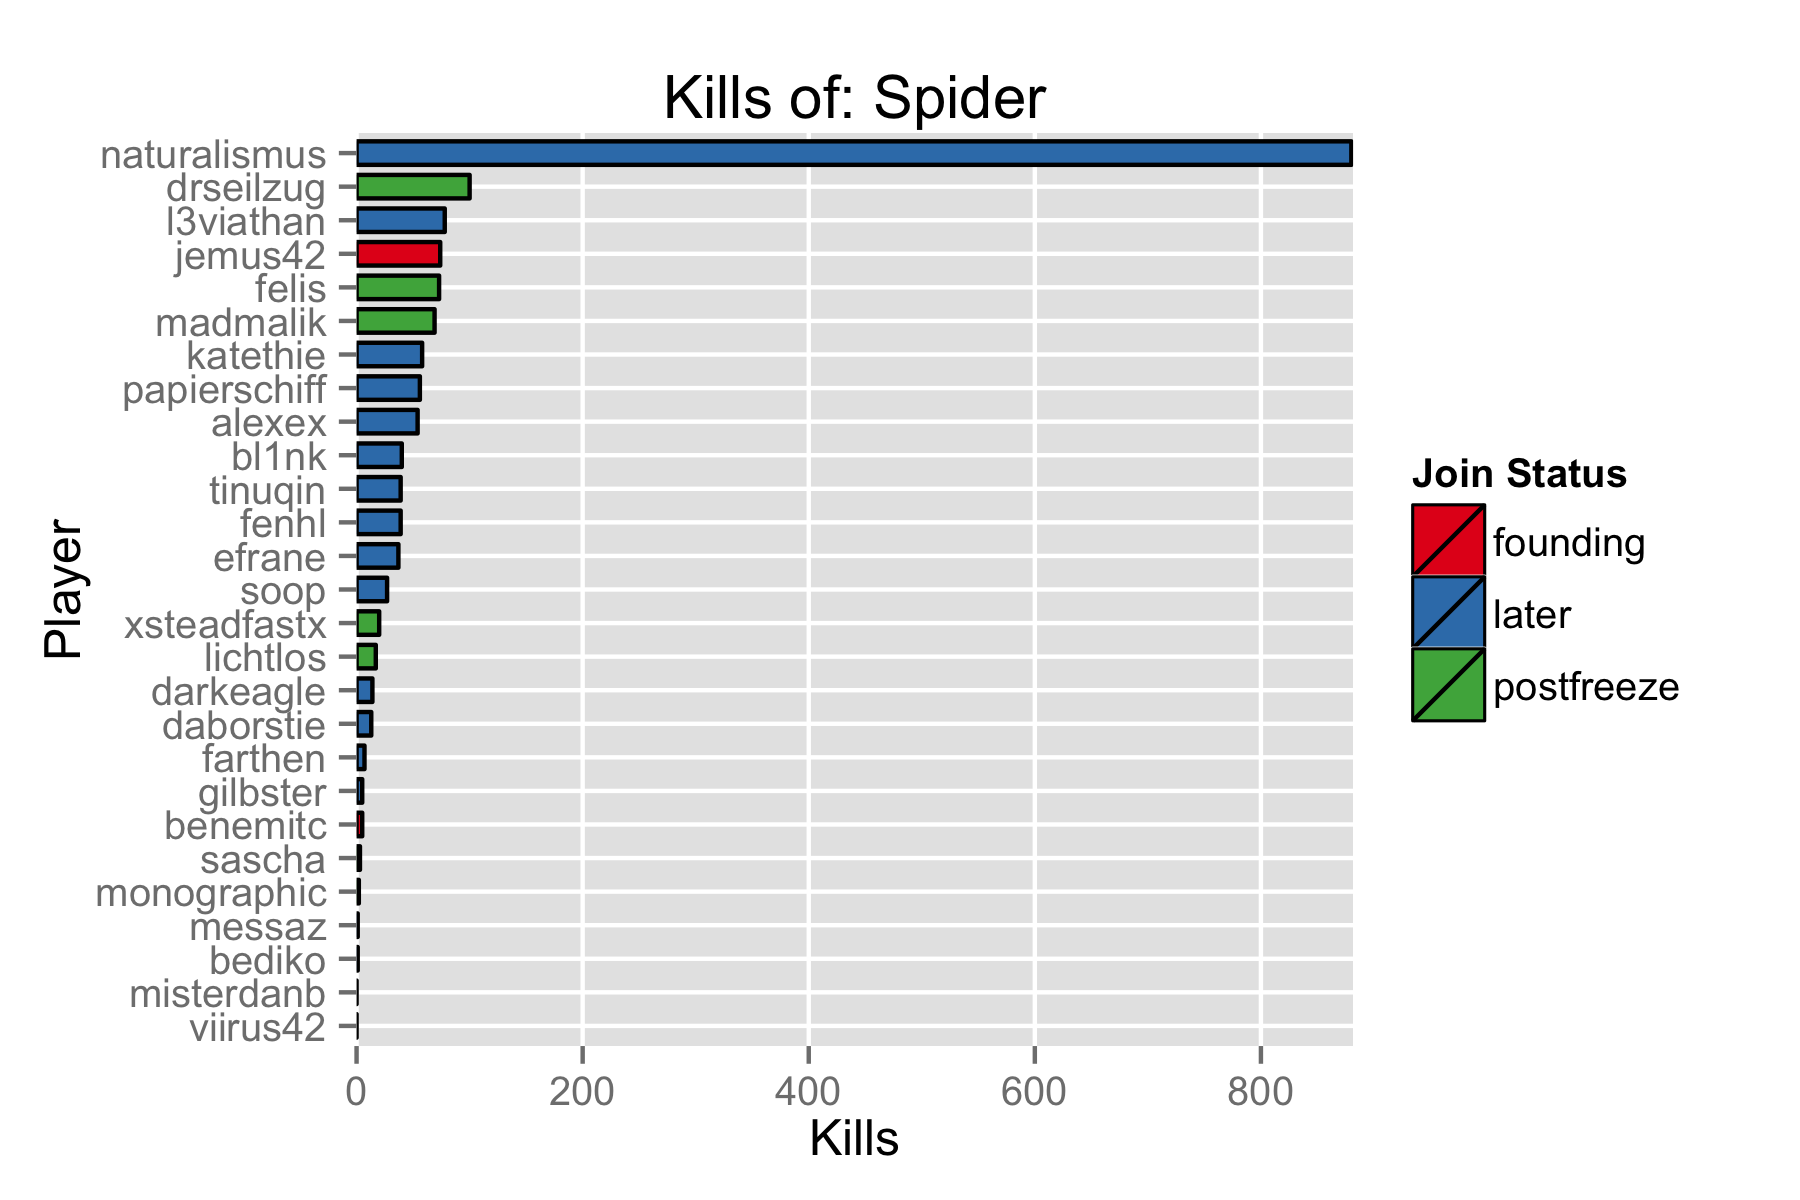 Kills of: Spider
naturalismus
drseilzug
l3viathan
jemus42
felis
madmalik
katethie
papierschiff
alexex
bl1nk
tinuqin
fenhl
efrane
soop
xsteadfastx
lichtlos
darkeagle
daborstie
farthen
gilbster
benemitc
sascha
monographic
messaz
bediko
misterdanb
viirus42
Player
0 200 400 600 800
Kills
Join Status
founding
later
postfreeze